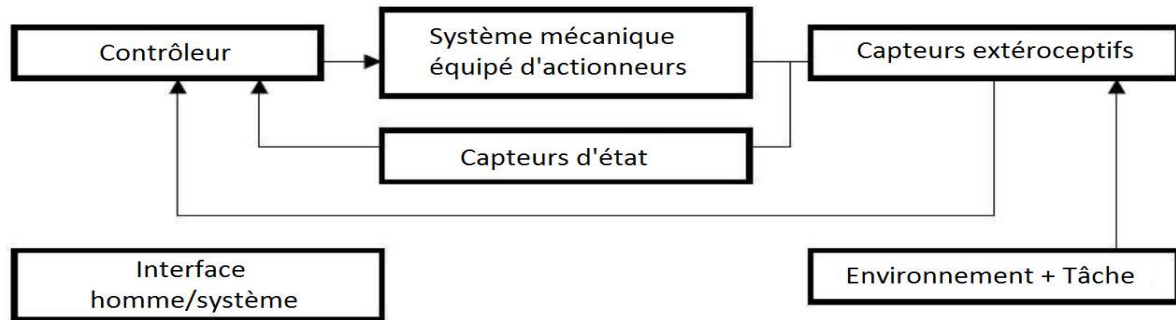 Contrôleur
Système mécanique
équipé d'actionneurs
Capteurs extéroceptifs
Capteurs d'état
Interface
homme/système
Environnement + Tâche